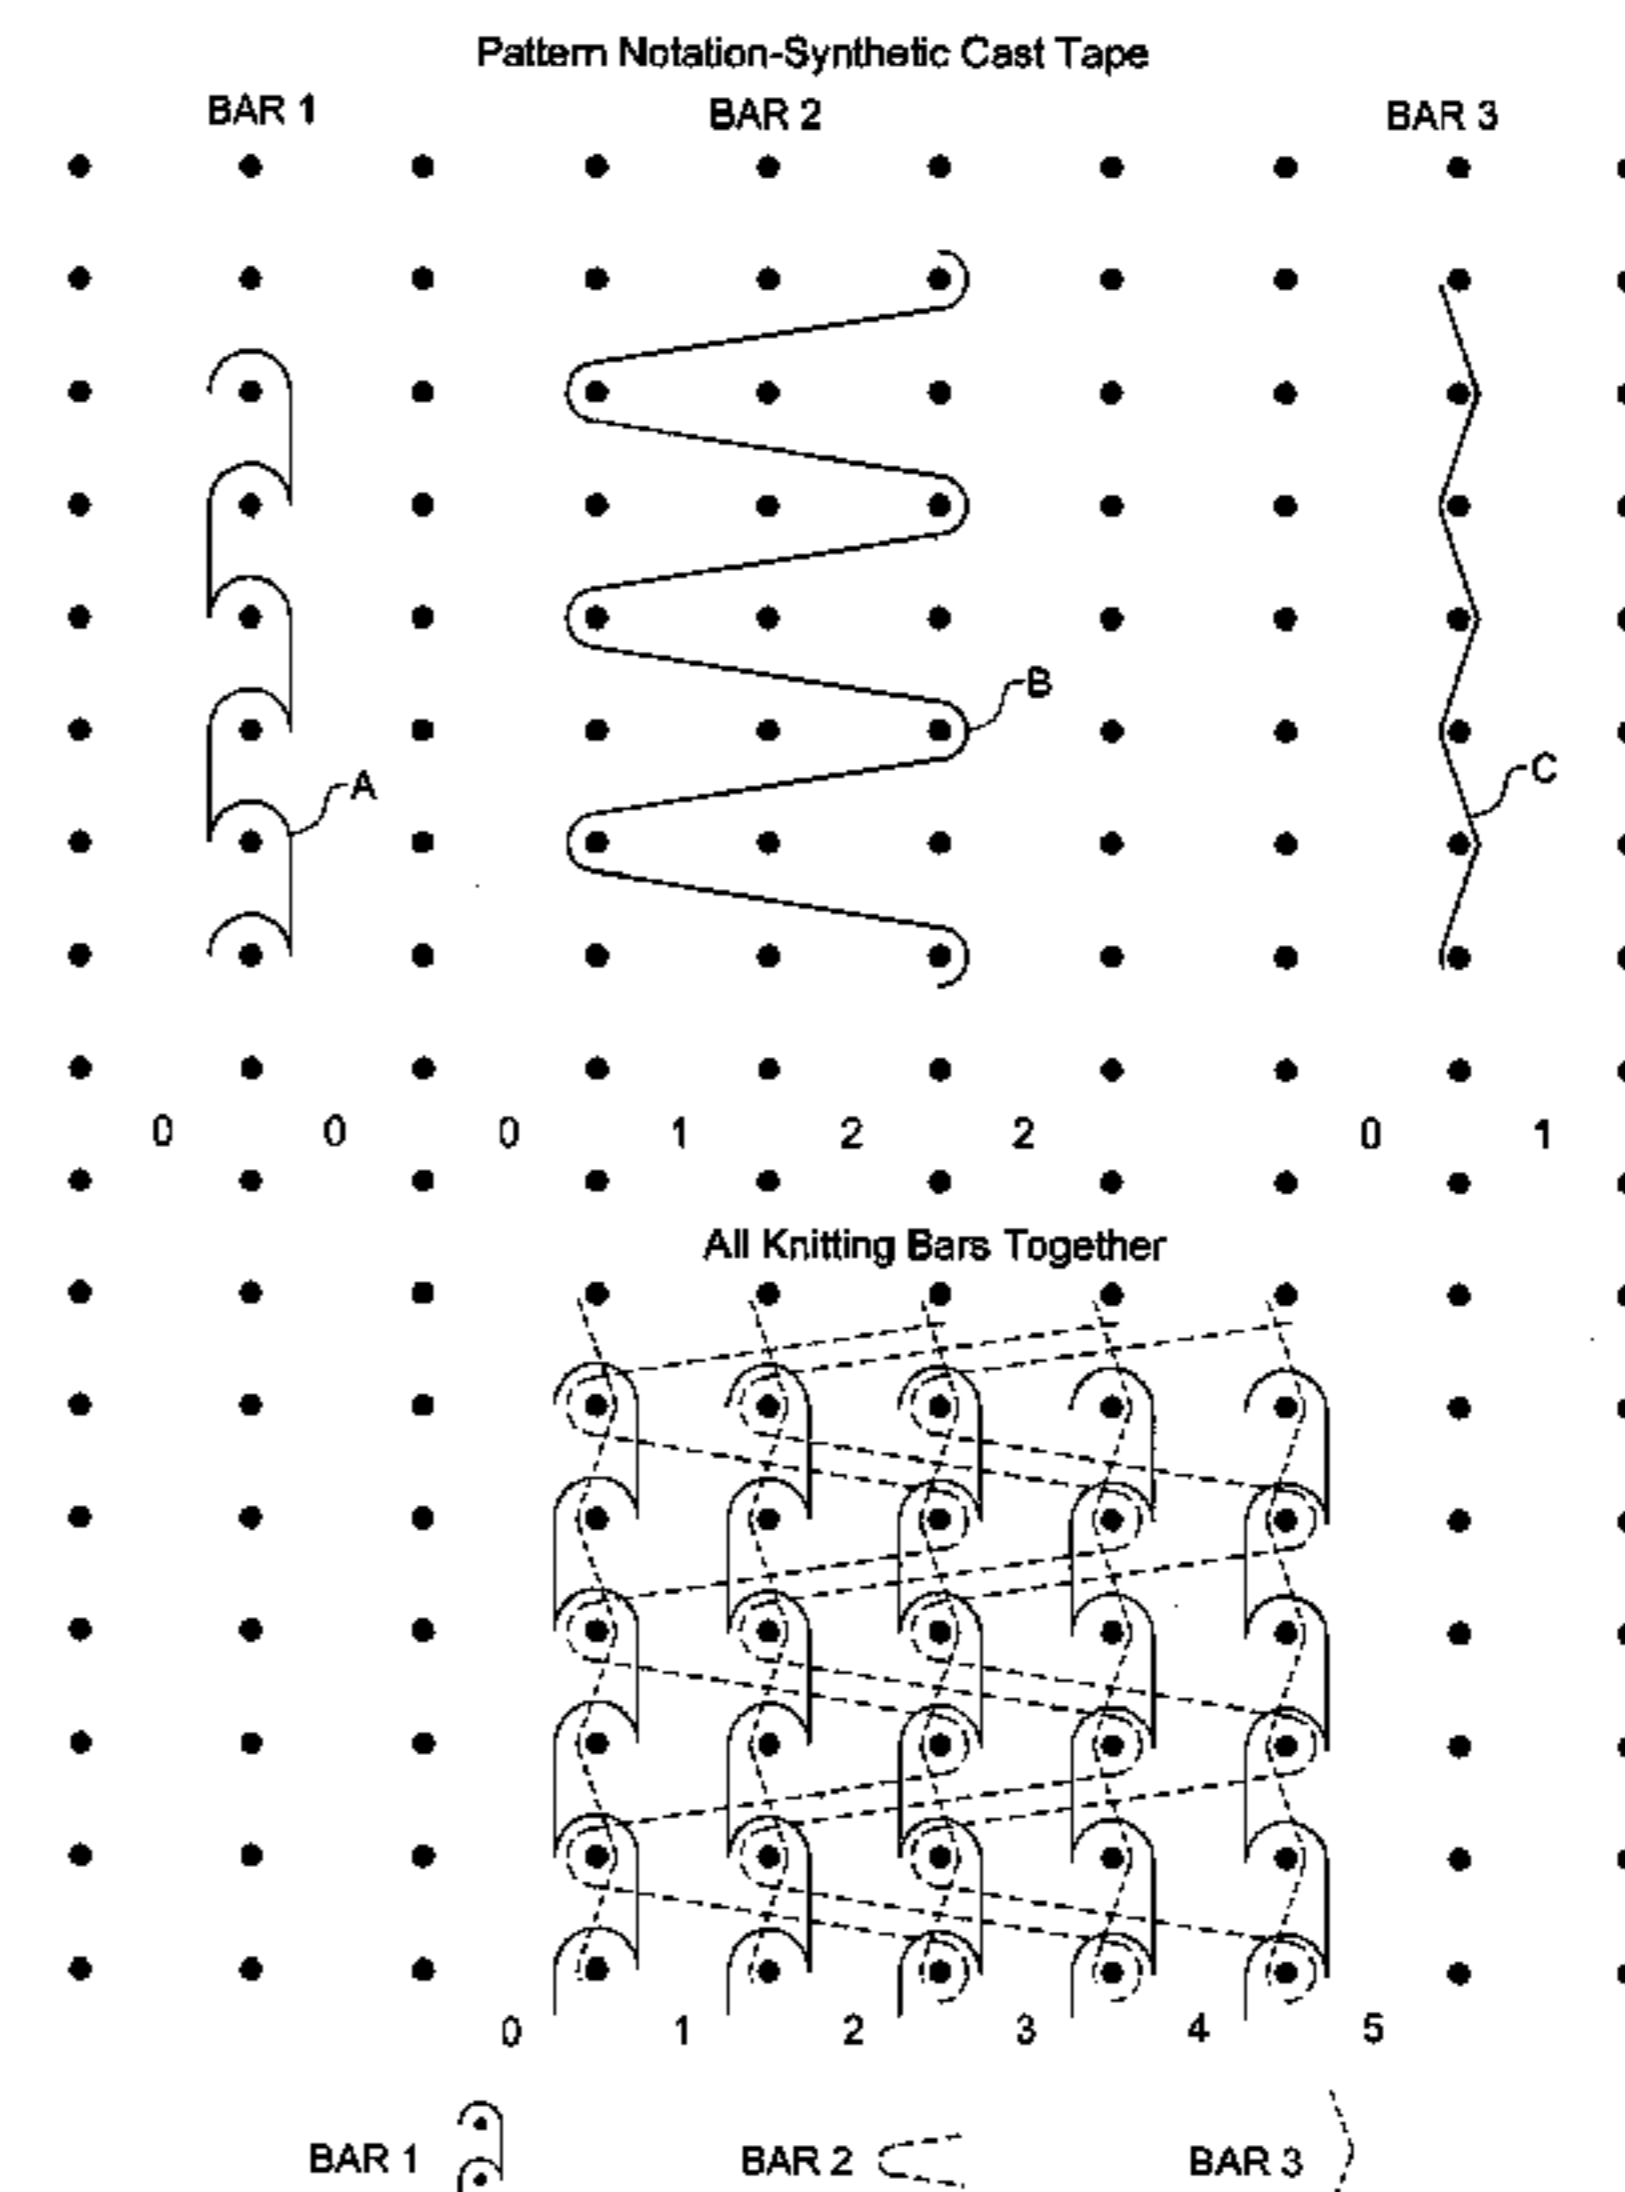 Pattern Notation-Synthetic Cast Tape
BAR 1 BAR 2 BAR 3
B
C
A
0 0 0 1 2 2 0 1
All Knitting Bars Together
0 1 2 3 4 5
BAR 1 BAR 2 BAR 3